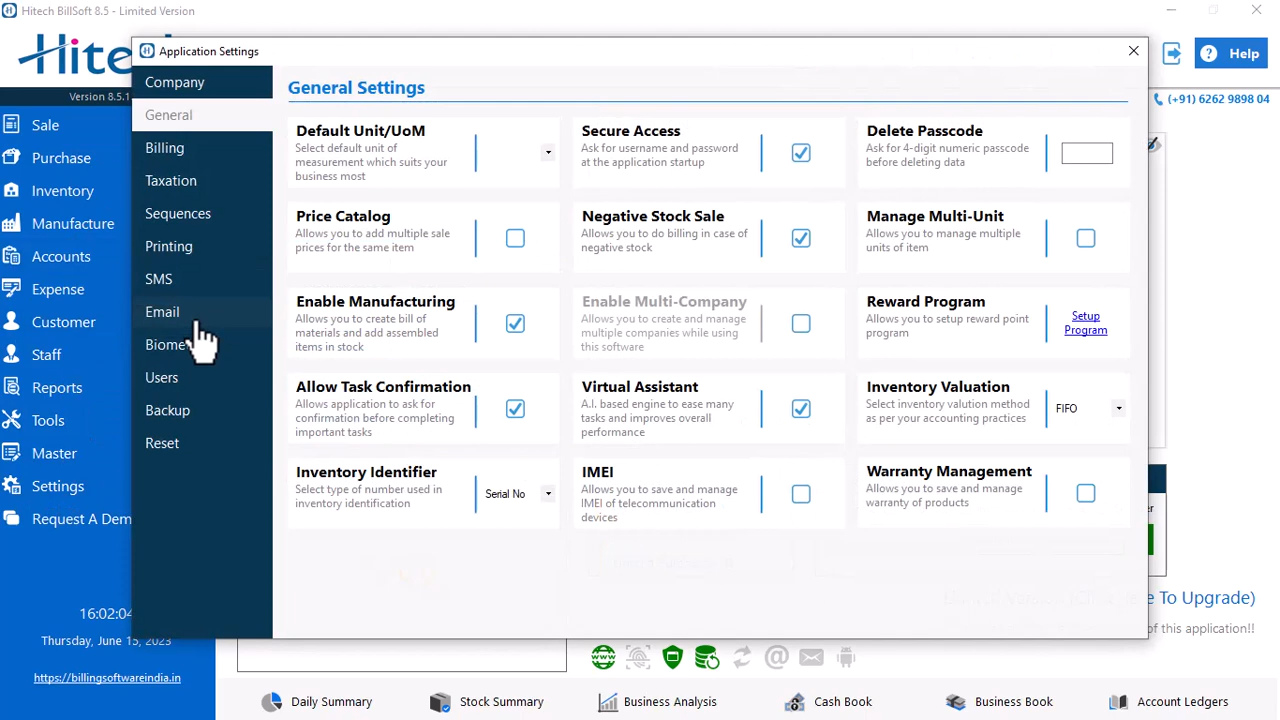 Hitech BillSoft 8.5 - Limited Version
Application Settings
Help
Version 8.5.1
(+91) 6262 9898 04
Sale
Purchase
Inventory
Manufacture
Accounts
Expense
Customer
Staff
Reports
Tools
Master
Settings
Request A Dem
16:02:04
Thursday, June 15, 2023
https://billingsoftwareindia.in
Company
General
Billing
Taxation
Sequences
Printing
SMS
Email
Biome
Users
Backup
Reset
General Settings
Default Unit/UoM
Select default unit of
measurement which suits your
business most
Secure Access
Ask for username and password
at the application startup
Delete Passcode
Ask for 4-digit numeric passcode
before deleting data
Price Catalog
Allows you to add multiple sale
prices for the same item
Negative Stock Sale
Allows you to do billing in case of
negative stock
Manage Multi-Unit
Allows you to manage multiple
units of item
Enable Manufacturing
Allows you to create bill of
materials and add assembled
items in stock
Enable Multi-Company
Allows you to create and manage
multiple companies while using
this software
Reward Program
Allows you to setup reward point
program
Setup
Program
Allow Task Confirmation
Allows application to ask for
confirmation before completing
important tasks
Virtual Assistant
A.I. based engine to ease many
tasks and improves overall
performance
Inventory Valuation
Select inventory valution method
as per your accounting practices
FIFO
Inventory Identifier
Select type of number used in
inventory identification
Serial No
IMEI
Allows you to save and manage
IMEI of telecommunication
devices
Warranty Management
Allows you to save and manage
warranty of products
e To Upgrade)
of this application!!
Daily Summary
Stock Summary
Business Analysis
Cash Book
Business Book
Account Ledgers